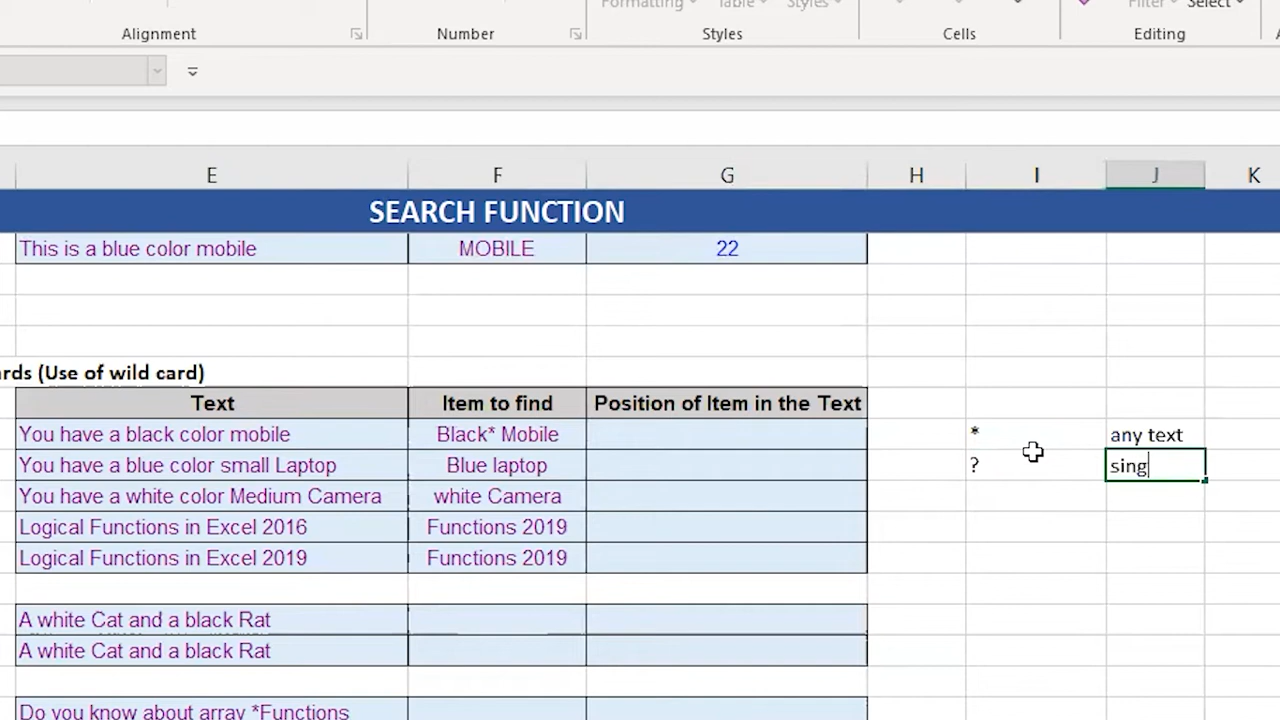 Formatting Table Styles Filter Select
Alignment Number Styles Cells Editing
E F G H I J K
SEARCH FUNCTION
This is a blue color mobile MOBILE 22
ards (Use of wild card)
Text Item to find Position of Item in the Text
You have a black color mobile Black* Mobile * any text
You have a blue color small Laptop Blue laptop ? sing
You have a white color Medium Camera white Camera
Logical Functions in Excel 2016 Functions 2019
Logical Functions in Excel 2019 Functions 2019
A white Cat and a black Rat
A white Cat and a black Rat
Do you know about array *Functions